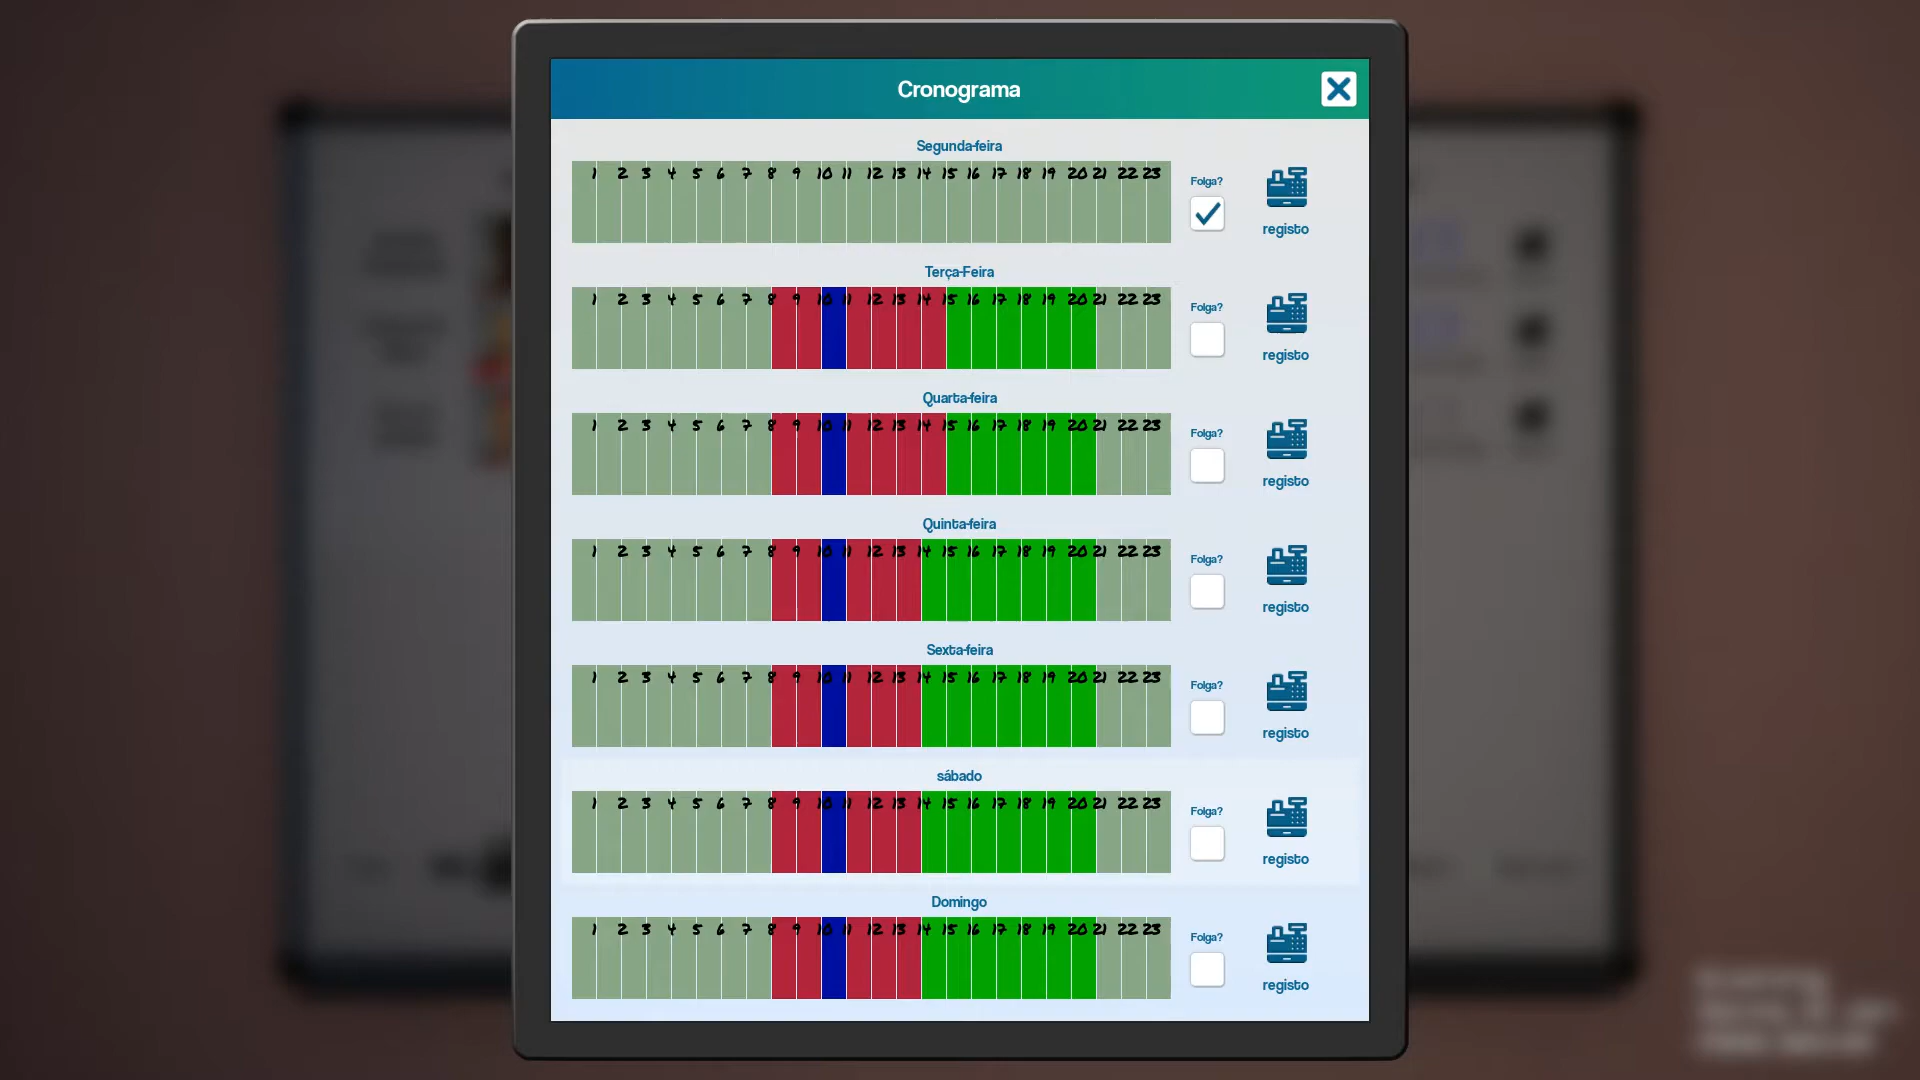 Cronograma
Segunda-feira
1 2 3 4 5 6 7 8 9 10 11 12 13 14 15 16 17 18 19 20 21 22 23
Folga?
registo
Terça-Feira
1 2 3 4 5 6 7 8 9 10 11 12 13 14 15 16 17 18 19 20 21 22 23
Folga?
registo
Quarta-feira
1 2 3 4 5 6 7 8 9 10 11 12 13 14 15 16 17 18 19 20 21 22 23
Folga?
registo
Quinta-feira
1 2 3 4 5 6 7 8 9 10 11 12 13 14 15 16 17 18 19 20 21 22 23
Folga?
registo
Sexta-feira
1 2 3 4 5 6 7 8 9 10 11 12 13 14 15 16 17 18 19 20 21 22 23
Folga?
registo
sábado
1 2 3 4 5 6 7 8 9 10 11 12 13 14 15 16 17 18 19 20 21 22 23
Folga?
registo
Domingo
1 2 3 4 5 6 7 8 9 10 11 12 13 14 15 16 17 18 19 20 21 22 23
Folga?
registo